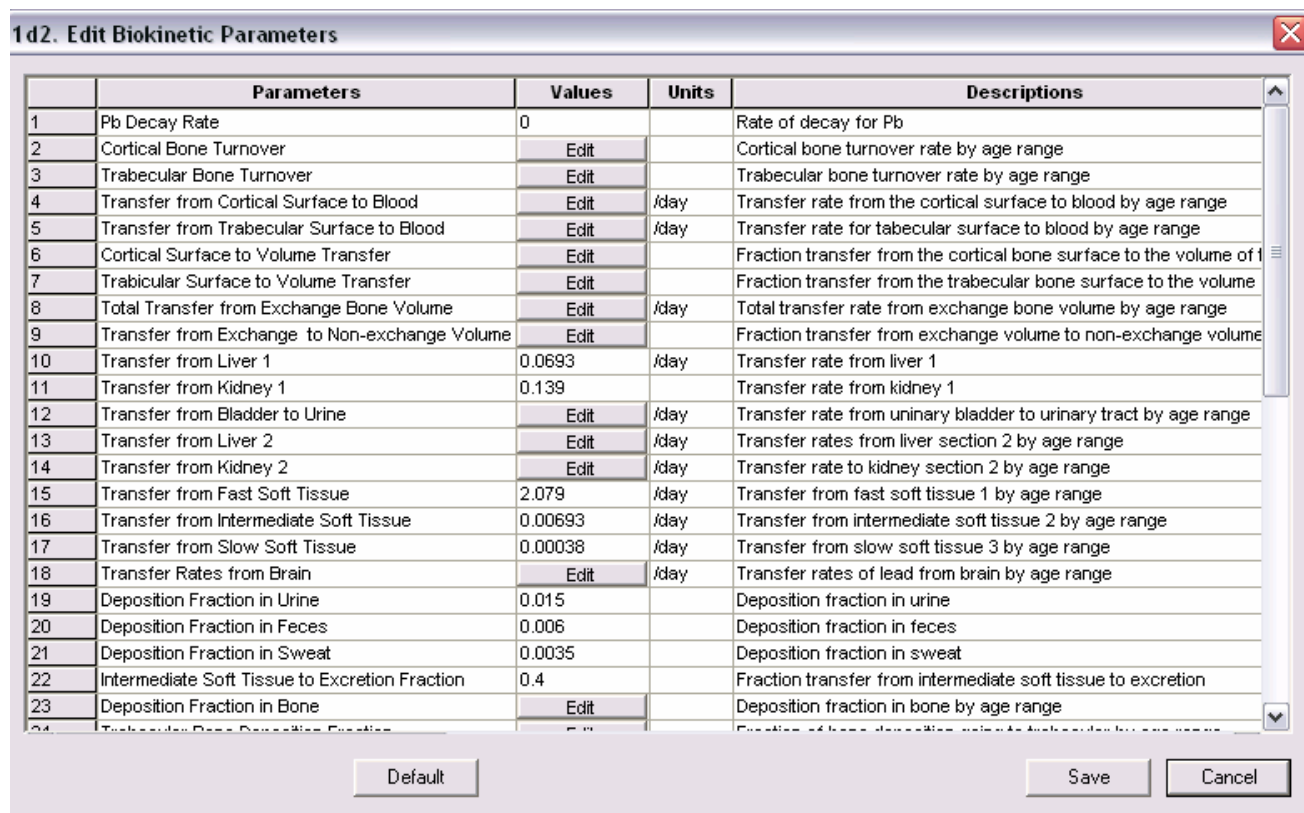 1d2. Edit Biokinetic Parameters
Parameters Values Units Descriptions
1 Pb Decay Rate 0 Rate of decay for Pb
2 Cortical Bone Turnover Edit Cortical bone turnover rate by age range
3 Trabecular Bone Turnover Edit Trabecular bone turnover rate by age range
4 Transfer from Cortical Surface to Blood Edit /day Transfer rate from the cortical surface to blood by age range
5 Transfer from Trabecular Surface to Blood Edit /day Transfer rate for tabecular surface to blood by age range
6 Cortical Surface to Volume Transfer Edit Fraction transfer from the cortical bone surface to the volume of
7 Trabicular Surface to Volume Transfer Edit Fraction transfer from the trabecular bone surface to the volume
8 Total Transfer from Exchange Bone Volume Edit /day Total transfer rate from exchange bone volume by age range
9 Transfer from Exchange to Non-exchange Volume Edit Fraction transfer from exchange volume to non-exchange volume
10 Transfer from Liver 1 0.0693 /day Transfer rate from liver 1
11 Transfer from Kidney 1 0.139 Transfer rate from kidney 1
12 Transfer from Bladder to Urine Edit /day Transfer rate from uninary bladder to urinary tract by age range
13 Transfer from Liver 2 Edit /day Transfer rates from liver section 2 by age range
14 Transfer from Kidney 2 Edit /day Transfer rate to kidney section 2 by age range
15 Transfer from Fast Soft Tissue 2.079 /day Transfer from fast soft tissue 1 by age range
16 Transfer from Intermediate Soft Tissue 0.00693 /day Transfer from intermediate soft tissue 2 by age range
17 Transfer from Slow Soft Tissue 0.00038 /day Transfer from slow soft tissue 3 by age range
18 Transfer Rates from Brain Edit /day Transfer rates of lead from brain by age range
19 Deposition Fraction in Urine 0.015 Deposition fraction in urine
20 Deposition Fraction in Feces 0.006 Deposition fraction in feces
21 Deposition Fraction in Sweat 0.0035 Deposition fraction in sweat
22 Intermediate Soft Tissue to Excretion Fraction 0.4 Fraction transfer from intermediate soft tissue to excretion
23 Deposition Fraction in Bone Edit Deposition fraction in bone by age range
Default Save Cancel